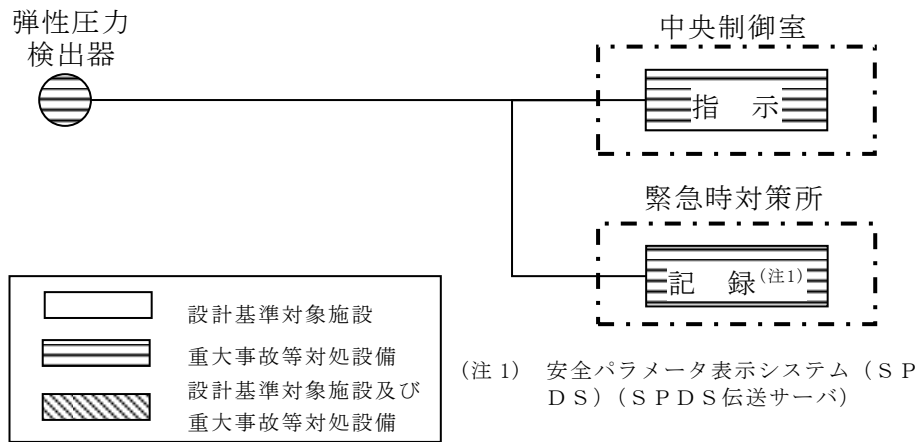 弾性圧力
検出器
中央制御室
指 示
緊急時対策所
記 録(注1)
設計基準対象施設
重大事故等対処設備
設計基準対象施設及び
重大事故等対処設備
(注 1) 安全パラメータ表示システム（ＳＰ
ＤＳ）（ＳＰＤＳ伝送サーバ）